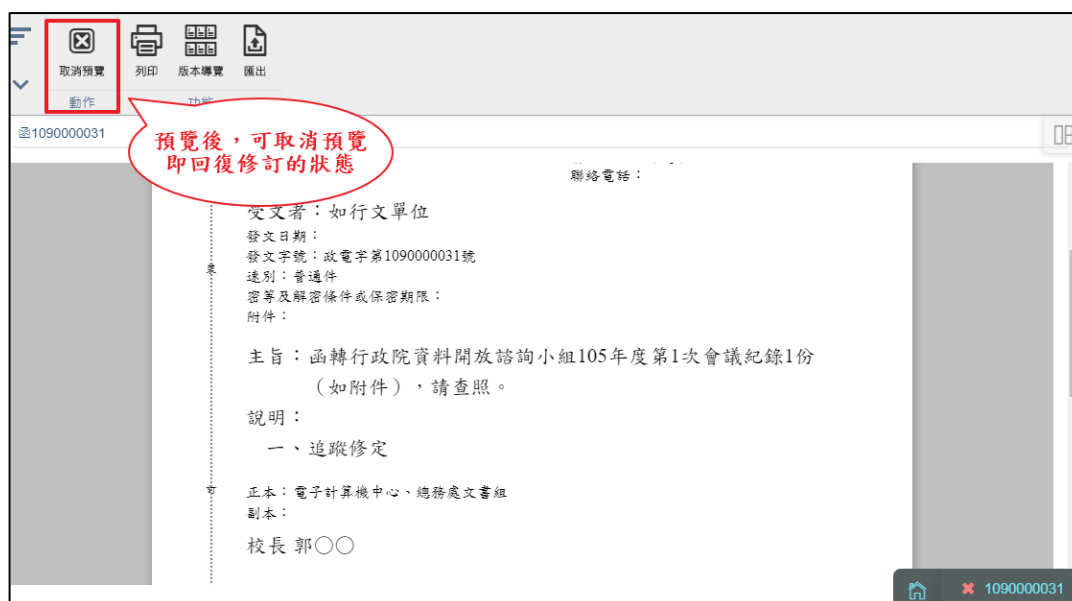 取消預覽
列印
版本導覽
匯出
動作
功能
函1090000031
預覽後，可取消預覽
即回復修訂的狀態
聯絡電話：
受文者：如行文單位
發文日期：
發文字號：政電字第1090000031號
速別：普通件
密等及解密條件或保密期限：
附件：
主旨：函轉行政院資料開放諮詢小組105年度第1次會議紀錄1份
（如附件），請查照。
說明：
一、追蹤修定
正本：電子計算機中心、總務處文書組
副本：
校長 郭〇〇
1090000031